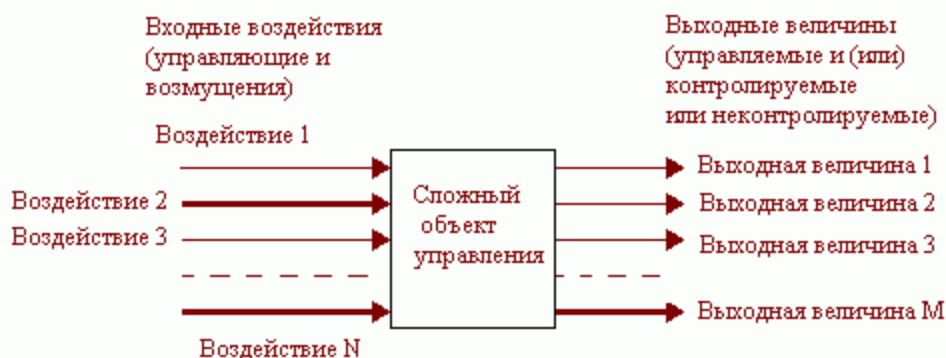 Входные воздействия
(управляющие и
возмущения)
Выходные величины
(управляемые и (или)
контролируемые
или неконтролируемые)
Воздействие 1
Воздействие 2
Воздействие 3
Воздействие N
Сложный
объект
управления
Выходная величина 1
Выходная величина 2
Выходная величина 3
Выходная величина M